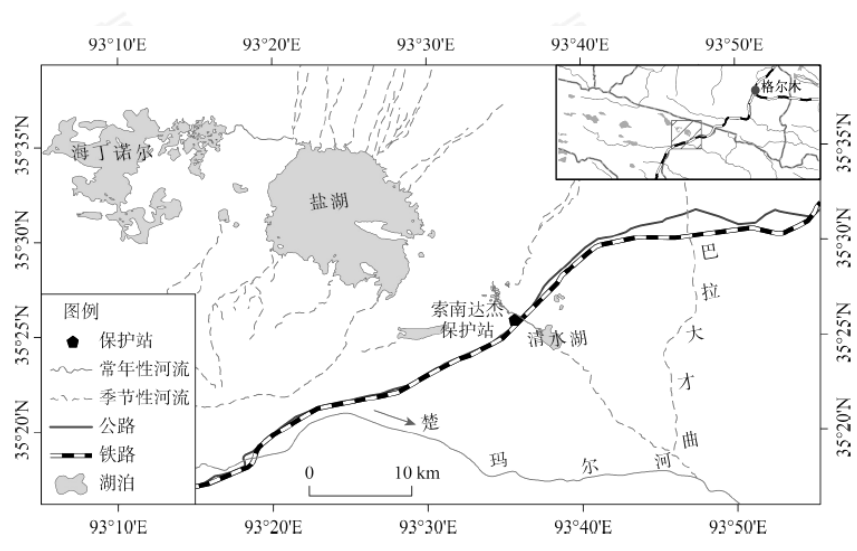 93°10'E 93°20'E 93°30'E 93°40'E 93°50'E
格尔木
35°35'N
35°35'N
海丁诺尔
盐湖
35°30'N
35°30'N
巴拉大才曲
图例
索南达杰
保护站
清水湖
保护站
35°25'N
35°25'N
常年性河流
季节性河流
公路
铁路
湖泊
35°20'N
35°20'N
楚玛尔河
0 10 km
93°10'E 93°20'E 93°30'E 93°40'E 93°50'E